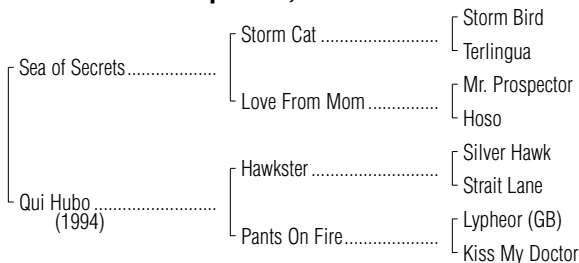 Storm Bird
Storm Cat ..........................
Terlingua
Sea of Secrets....................
Mr. Prospector
Love From Mom ................
Hoso
Silver Hawk
Hawkster ............................
Strait Lane
Qui Hubo ...........................
(1994)
Lypheor (GB)
Pants On Fire.....................
Kiss My Doctor